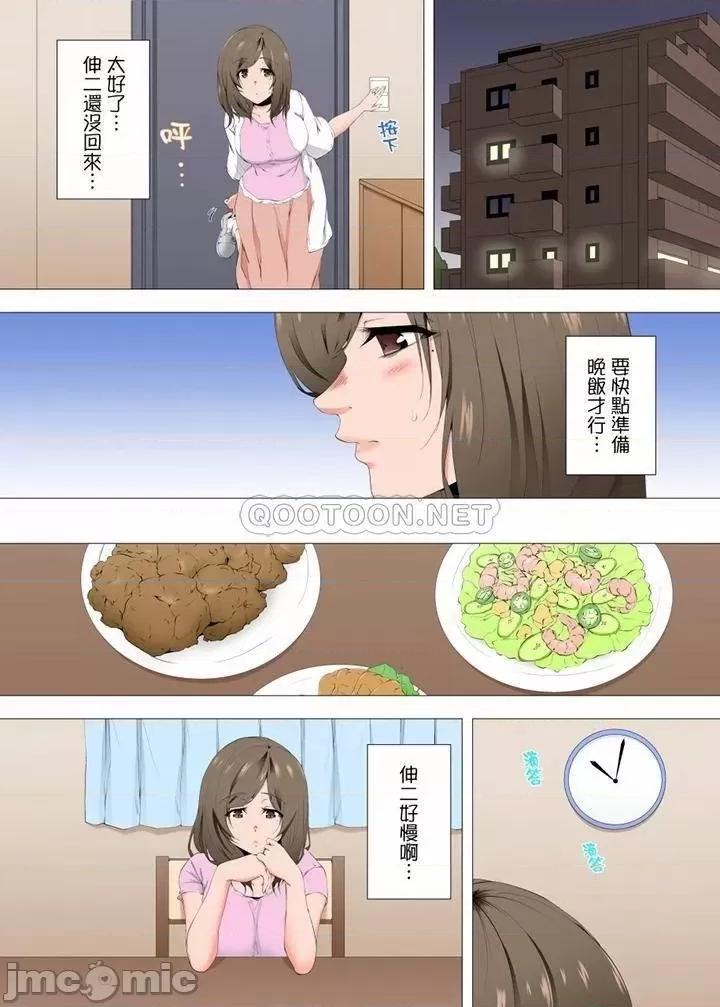 太好了…
伸二還沒回來…
呼…
按下
要快點準備
晚飯才行…
QOOTOON.NET
伸二好慢啊…
滴答
滴答
jmcomic